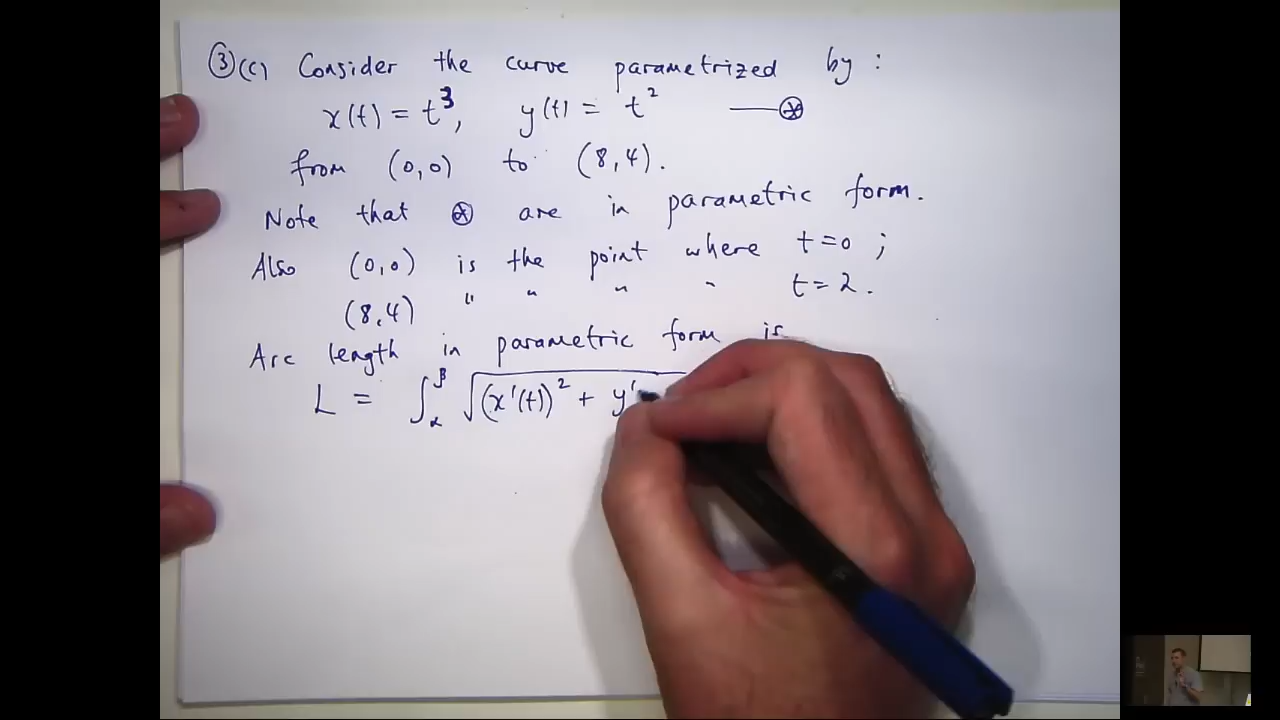 ③(c) Consider the curve parametrized by :
x(t) = t³, y(t) = t² —⊛
from (0,0) to (8,4).
Note that ⊛ are in parametric form.
Also (0,0) is the point where t=0 ;
(8,4) " " " " t=2.
Arc length in parametric form is
L = ∫_α^β √((x'(t))² + y'